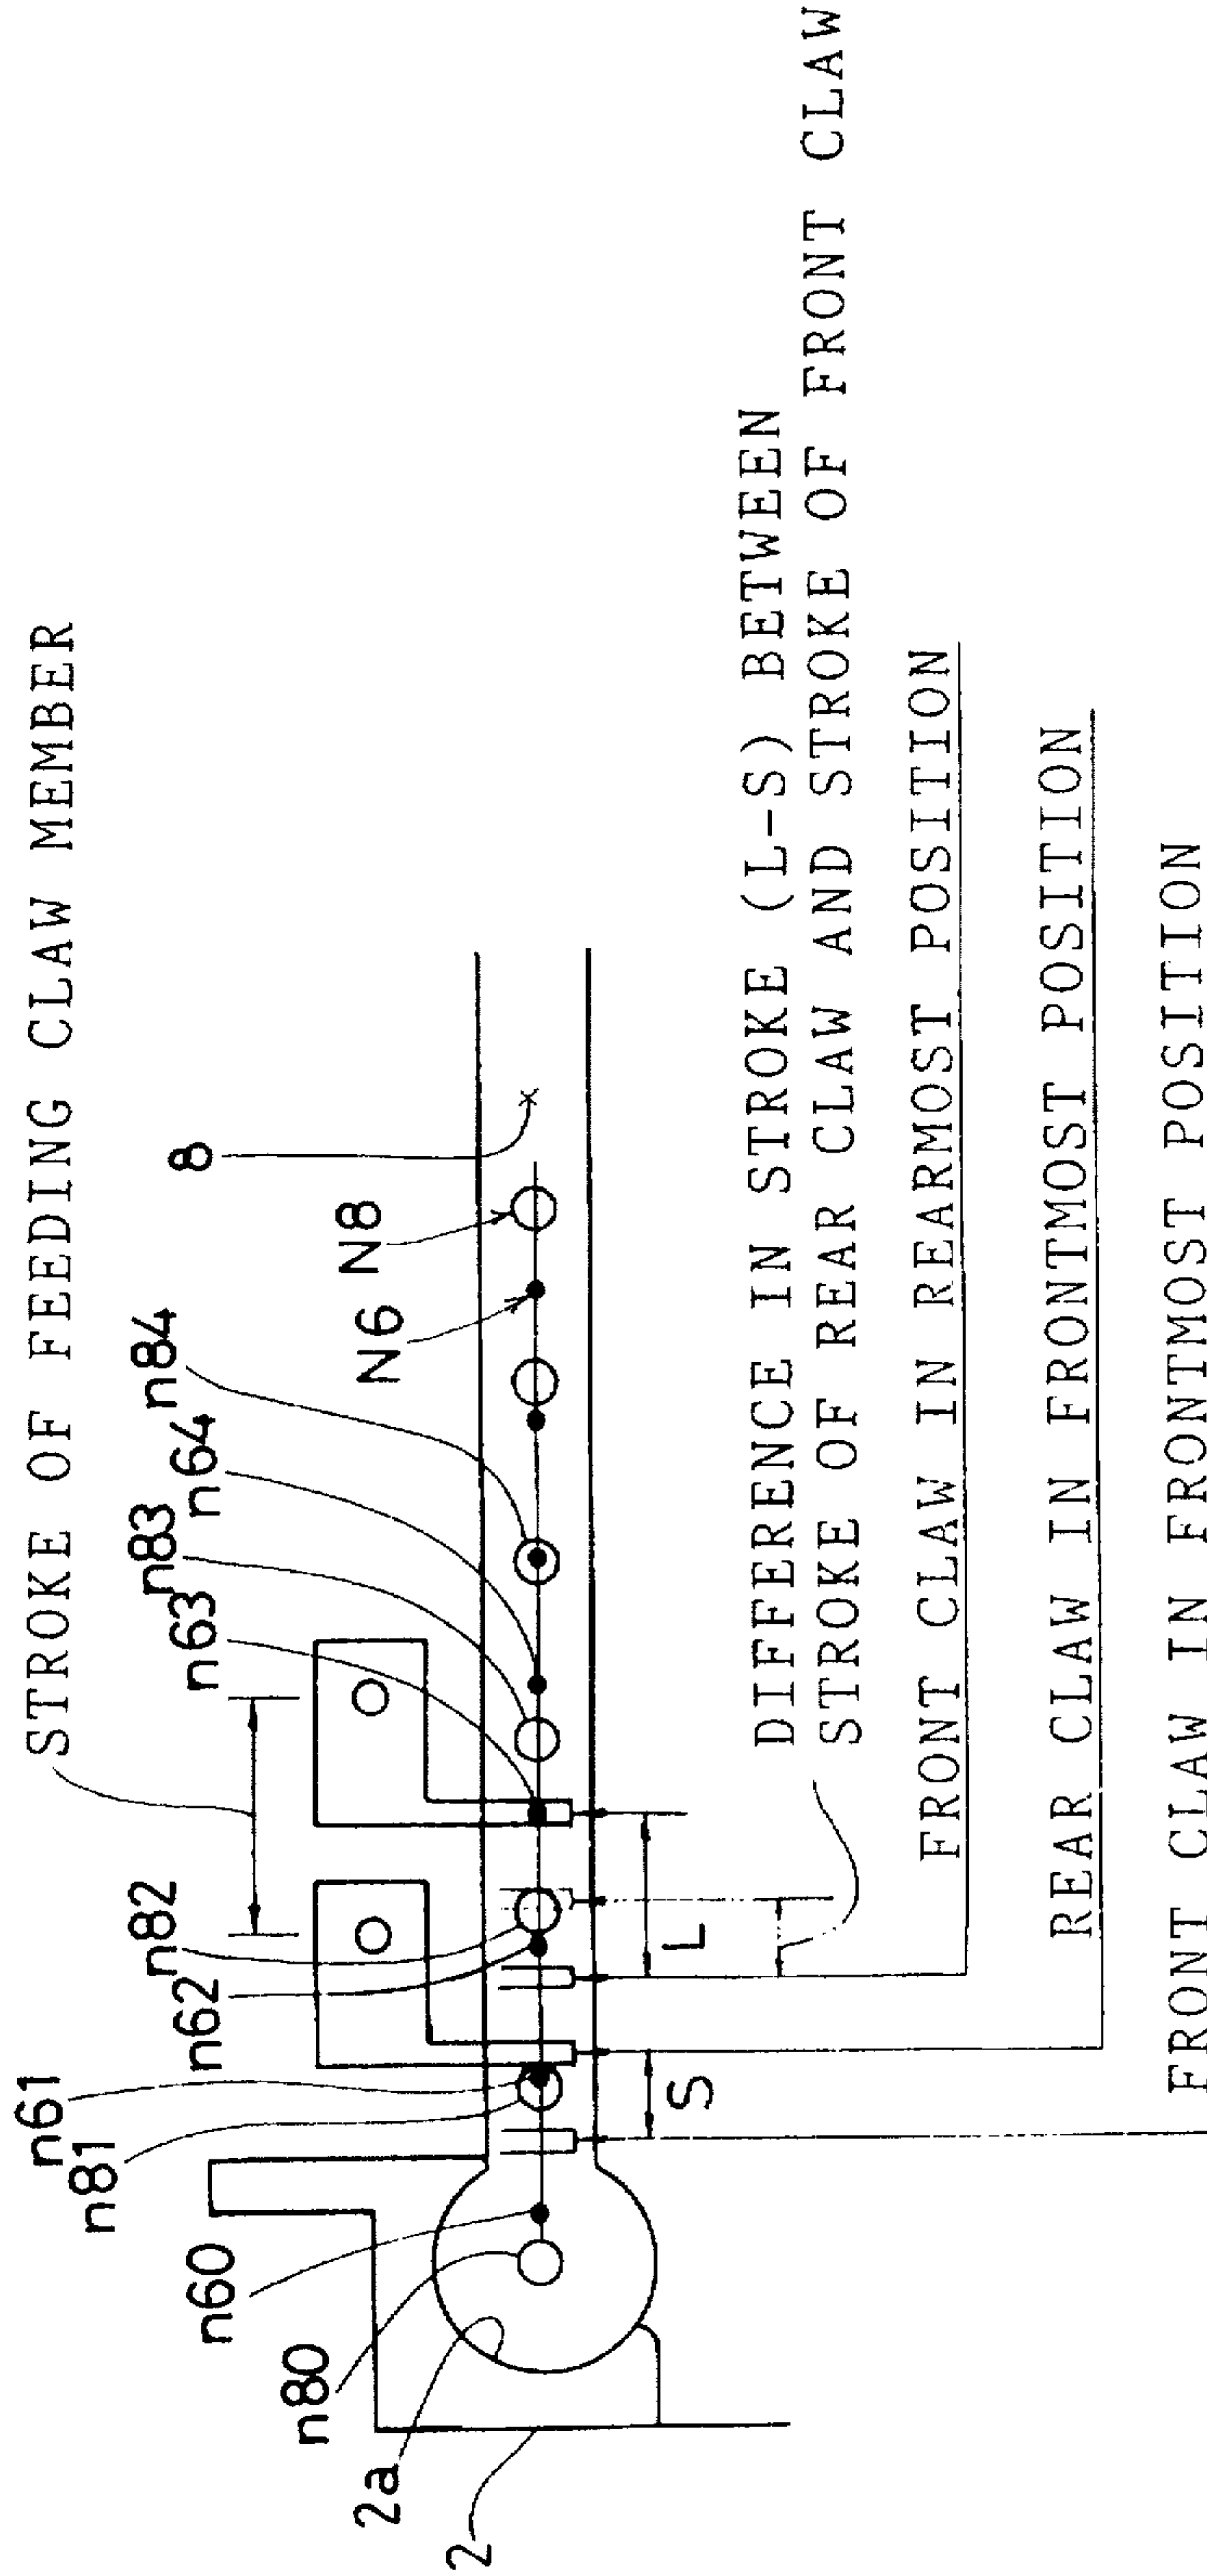 STROKE OF FEEDING CLAW MEMBER
8
N8
N6
n84
n64
n83
n63
n82
n62
n61
n81
n60
n80
2a
2
L
S
DIFFERENCE IN STROKE (L-S) BETWEEN
STROKE OF REAR CLAW AND STROKE OF FRONT CLAW
FRONT CLAW IN REARMOST POSITION
REAR CLAW IN FRONTMOST POSITION
FRONT CLAW IN FRONTMOST POSITION